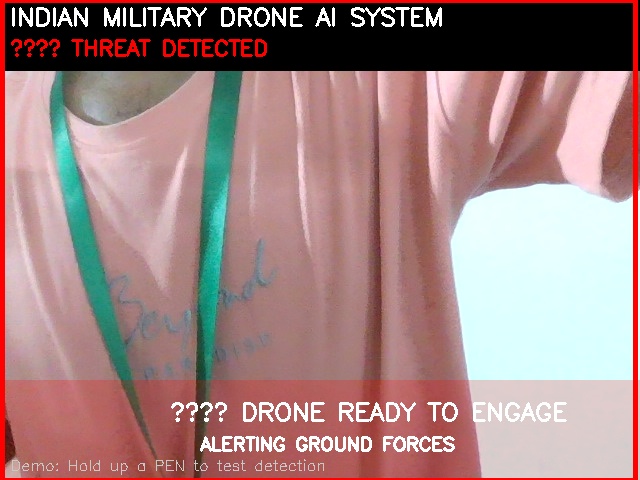 INDIAN MILITARY DRONE AI SYSTEM
???? THREAT DETECTED
Beyond
PARADISE
???? DRONE READY TO ENGAGE
ALERTING GROUND FORCES
Demo: Hold up a PEN to test detection